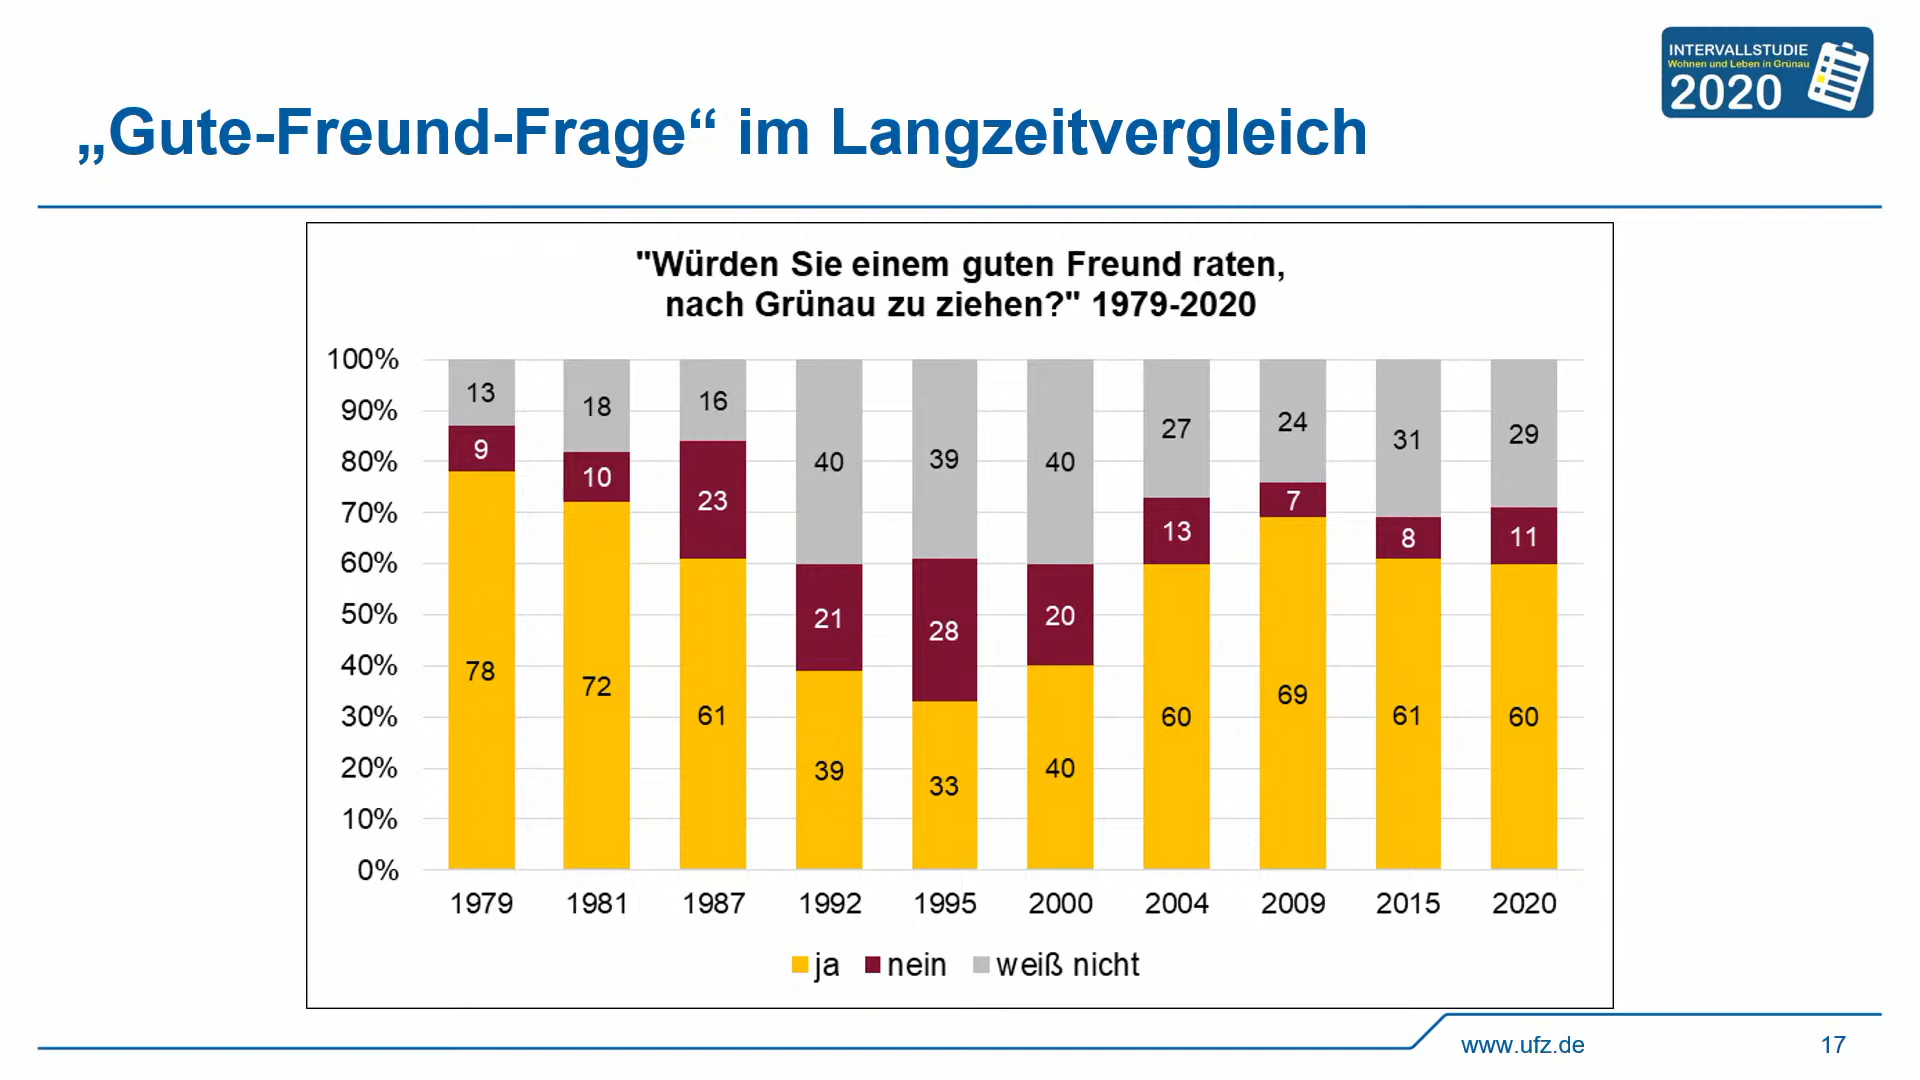 INTERVALLSTUDIE
Wohnen und Leben in Grünau
2020
„Gute-Freund-Frage“ im Langzeitvergleich
"Würden Sie einem guten Freund raten,
nach Grünau zu ziehen?" 1979-2020
100%
90%
80%
70%
60%
50%
40%
30%
20%
10%
0%
13 18 16 40 39 40 27 24 31 29
9 10 23 21 28 20 13 7 8 11
78 72 61 39 33 40 60 69 61 60
1979 1981 1987 1992 1995 2000 2004 2009 2015 2020
ja nein weiß nicht
www.ufz.de 17